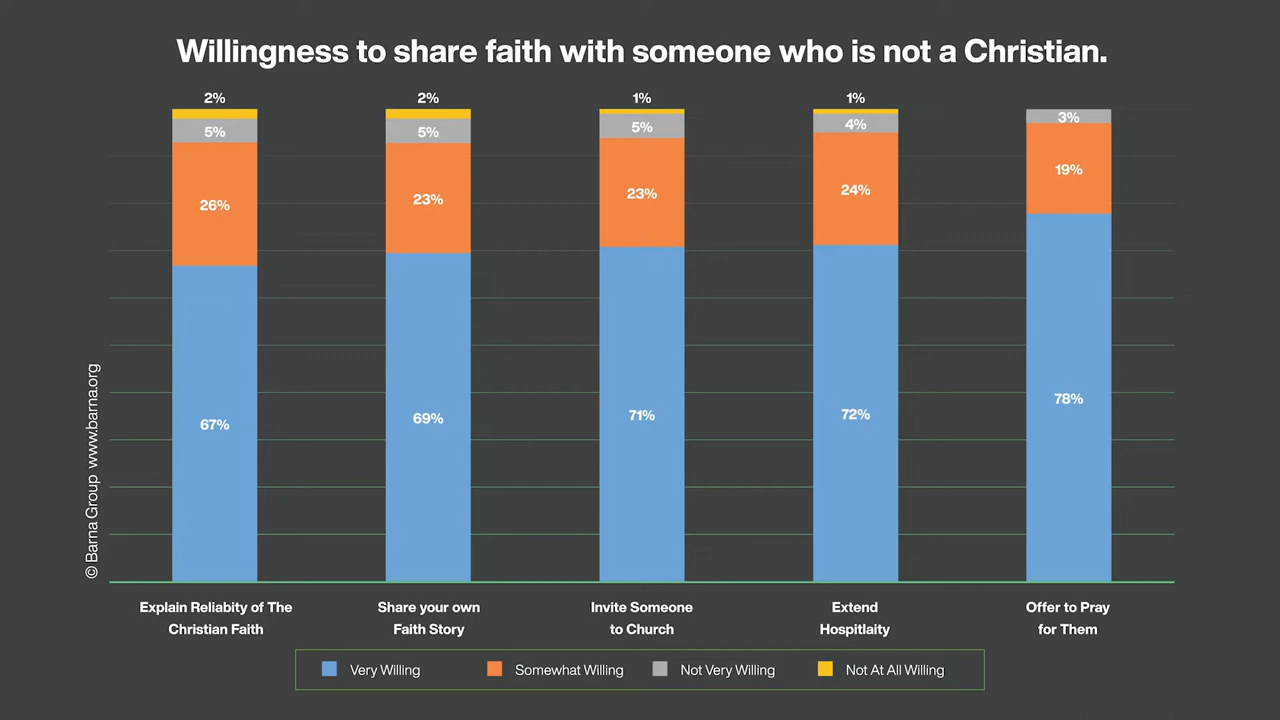 Willingness to share faith with someone who is not a Christian.
2% 2% 1% 1%
5% 5% 5% 4% 3%
26% 23% 23% 24% 19%
67% 69% 71% 72% 78%
© Barna Group www.barna.org
Explain Reliabity of The
Christian Faith
Share your own
Faith Story
Invite Someone
to Church
Extend
Hospitlaity
Offer to Pray
for Them
Very Willing
Somewhat Willing
Not Very Willing
Not At All Willing